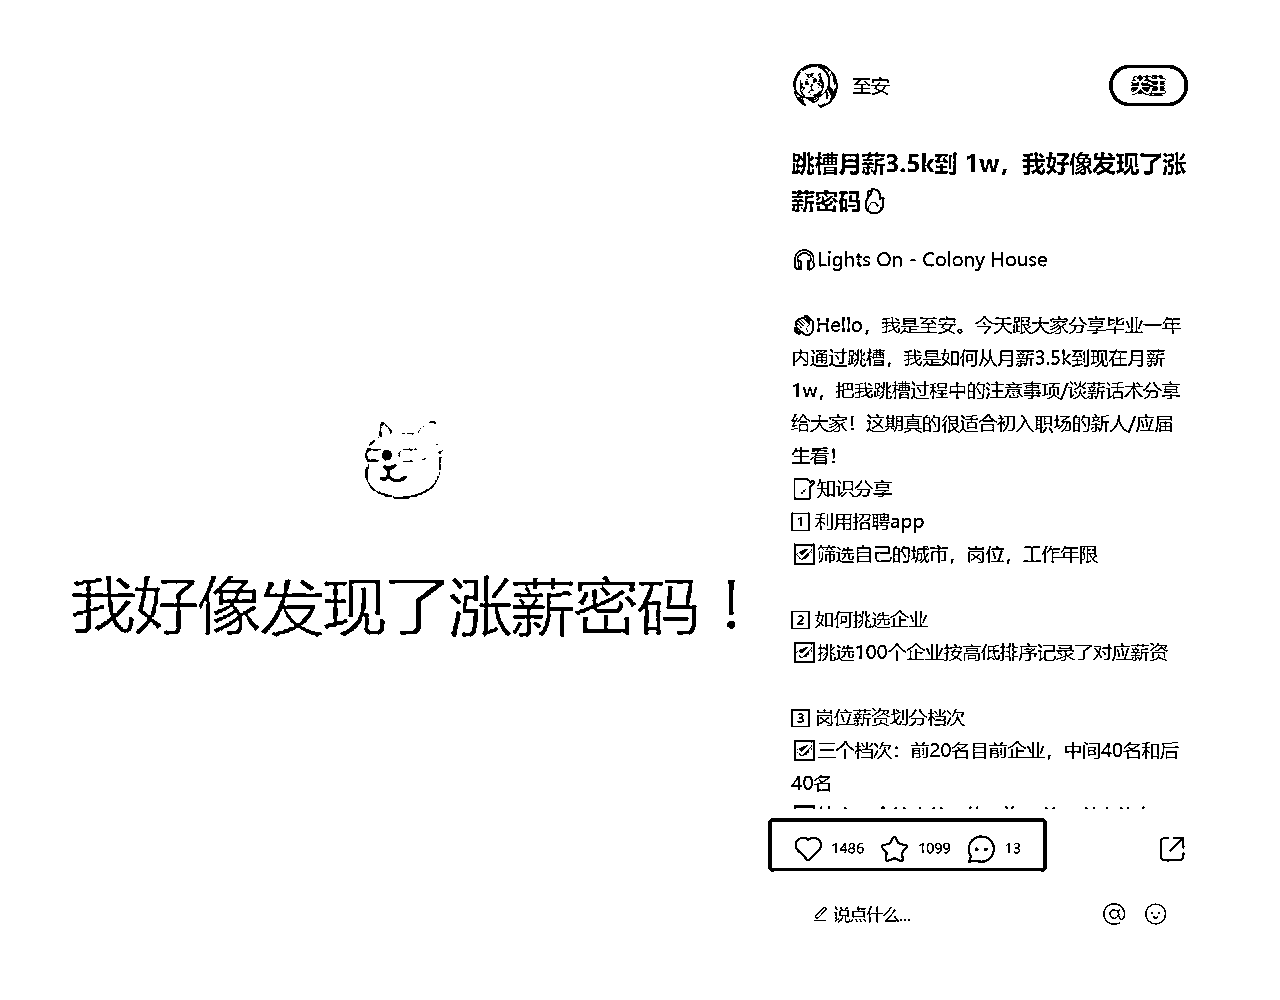 我好像发现了涨薪密码！
至安
关注
跳槽月薪3.5k到 1w，我好像发现了涨
薪密码
Lights On - Colony House
Hello，我是至安。今天跟大家分享毕业一年
内通过跳槽，我是如何从月薪3.5k到现在月薪
1w，把我跳槽过程中的注意事项/谈薪话术分享
给大家！这期真的很适合初入职场的新人/应届
生看！
知识分享
1 利用招聘app
筛选自己的城市，岗位，工作年限
2 如何挑选企业
挑选100个企业按高低排序记录了对应薪资
3 岗位薪资划分档次
三个档次：前20名目前企业，中间40名和后
40名
1486 1099 13
说点什么...